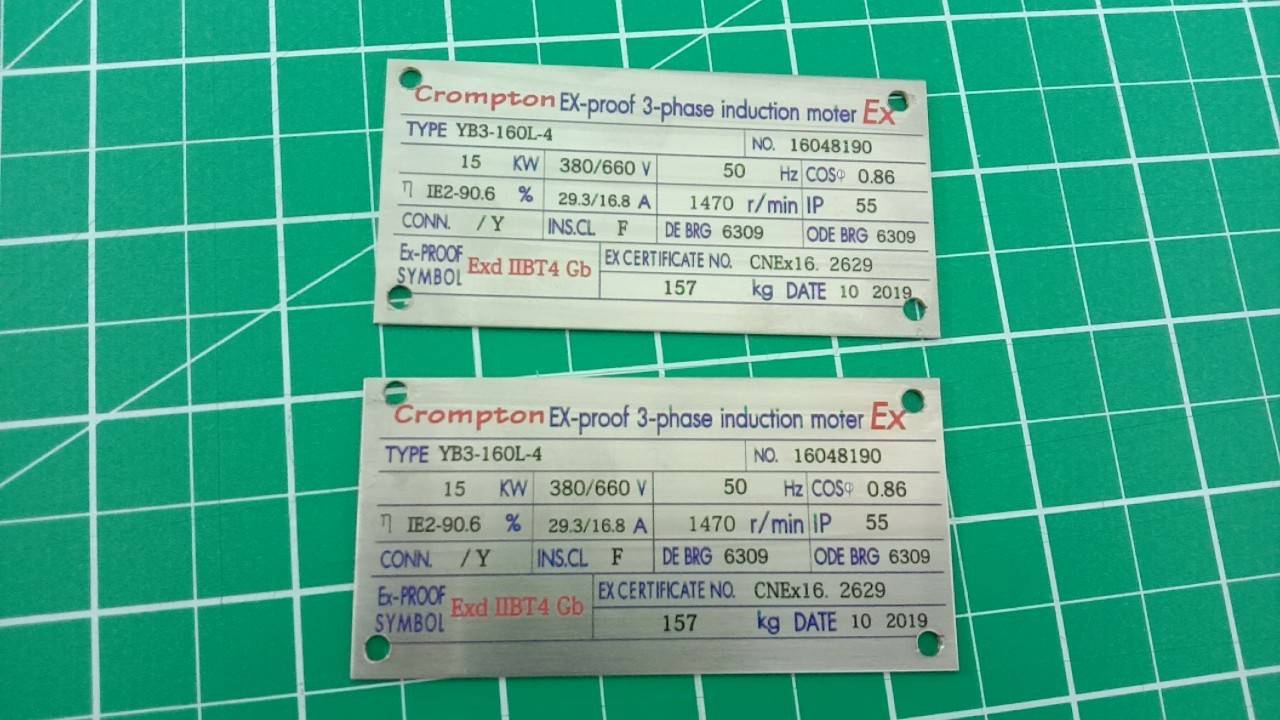 Crompton EX-proof 3-phase induction moter Ex
TYPE YB3-160L-4 NO. 16048190
15 KW 380/660 V 50 Hz COSφ 0.86
η IE2-90.6 % 29.3/16.8 A 1470 r/min IP 55
CONN. /Y INS.CL F DE BRG 6309 ODE BRG 6309
Ex-PROOF SYMBOL Exd IIBT4 Gb EX CERTIFICATE NO. CNEx16. 2629
157 kg DATE 10 2019
Crompton EX-proof 3-phase induction moter Ex
TYPE YB3-160L-4 NO. 16048190
15 KW 380/660 V 50 Hz COSφ 0.86
η IE2-90.6 % 29.3/16.8 A 1470 r/min IP 55
CONN. /Y INS.CL F DE BRG 6309 ODE BRG 6309
Ex-PROOF SYMBOL Exd IIBT4 Gb EX CERTIFICATE NO. CNEx16. 2629
157 kg DATE 10 2019